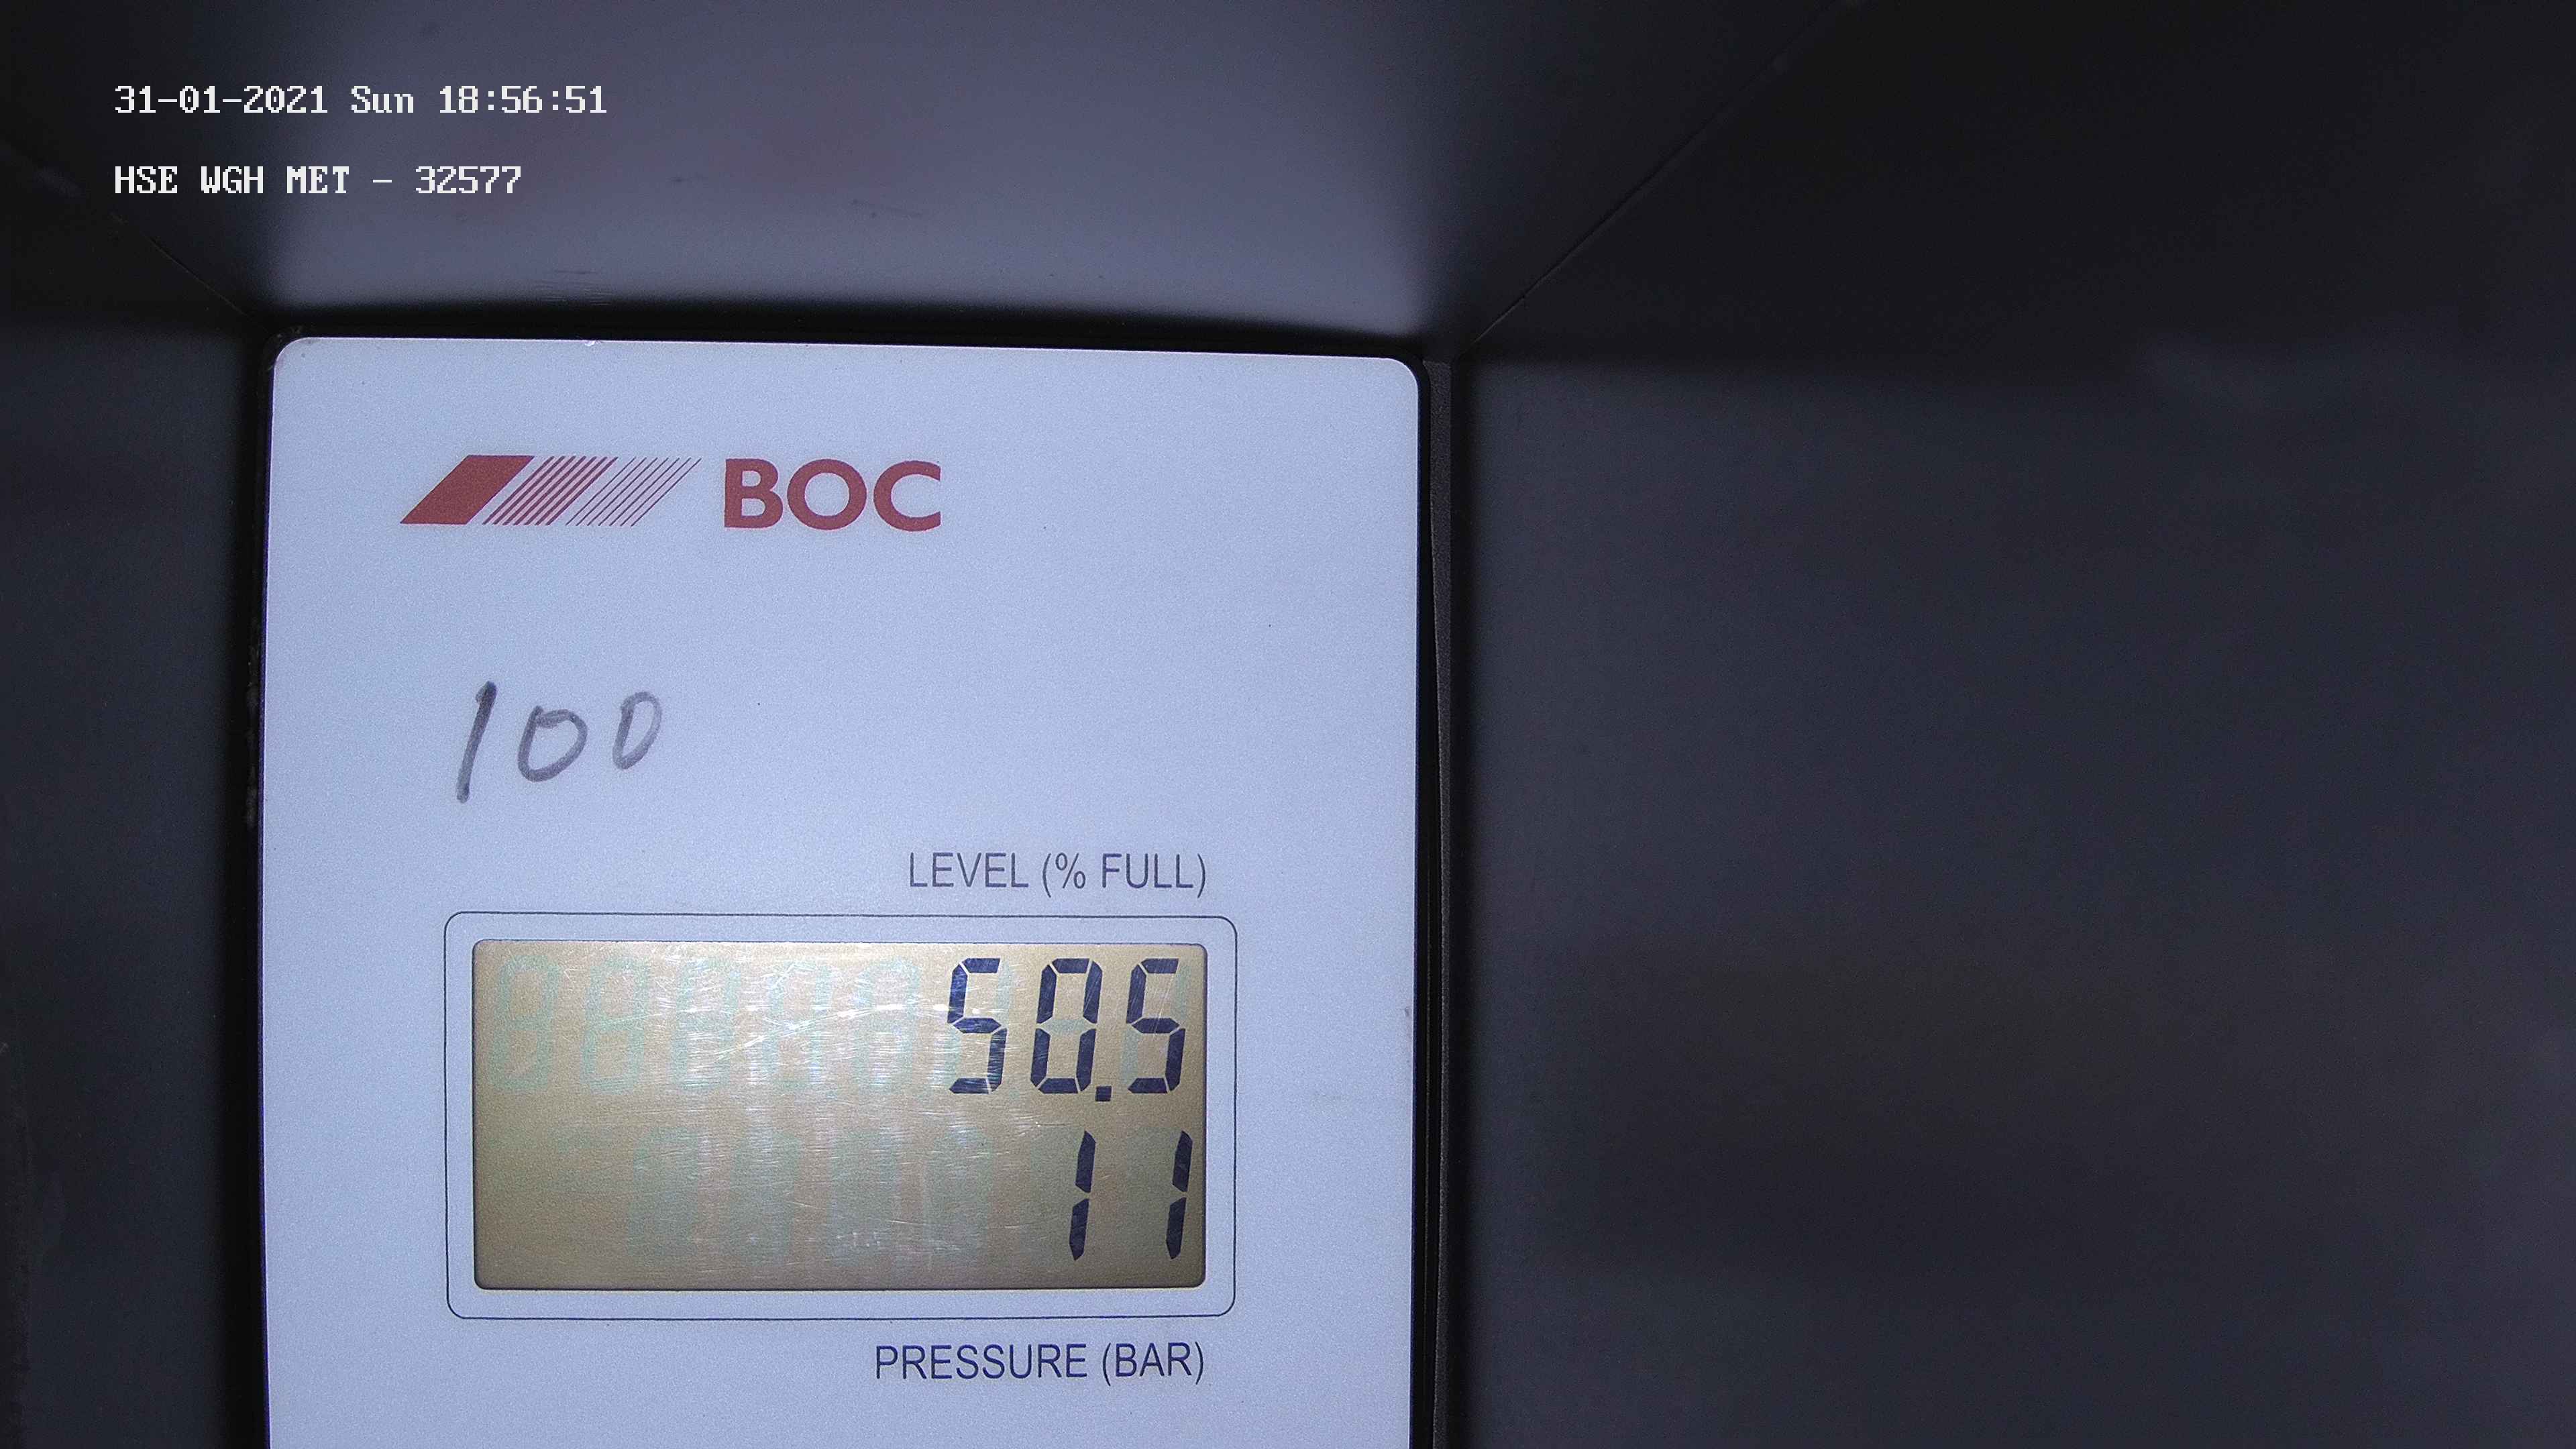 31-01-2021 Sun 18:56:51
HSE WGH MET - 32577
BOC
100
LEVEL (% FULL)
50.5
11
PRESSURE (BAR)